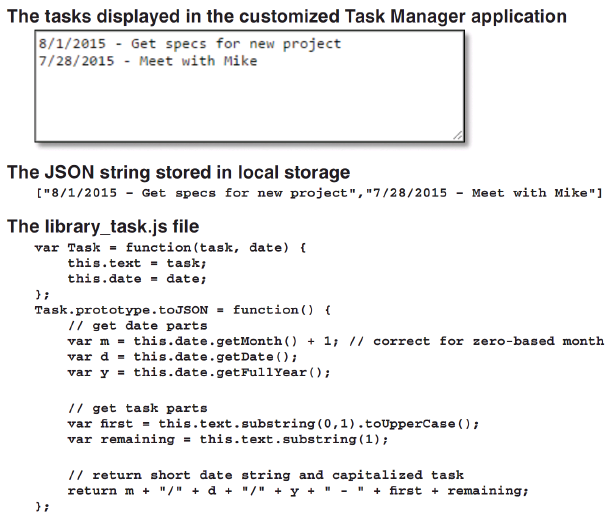 The tasks displayed in the customized Task Manager application
8/1/2015 - Get specs for new project
7/28/2015 - Meet with Mike
The JSON string stored in local storage
["8/1/2015 - Get specs for new project","7/28/2015 - Meet with Mike"]
The library_task.js file
var Task = function(task, date) {
    this.text = task;
    this.date = date;
};
Task.prototype.toJSON = function() {
    // get date parts
    var m = this.date.getMonth() + 1; // correct for zero-based month
    var d = this.date.getDate();
    var y = this.date.getFullYear();

    // get task parts
    var first = this.text.substring(0,1).toUpperCase();
    var remaining = this.text.substring(1);

    // return short date string and capitalized task
    return m + "/" + d + "/" + y + " - " + first + remaining;
};